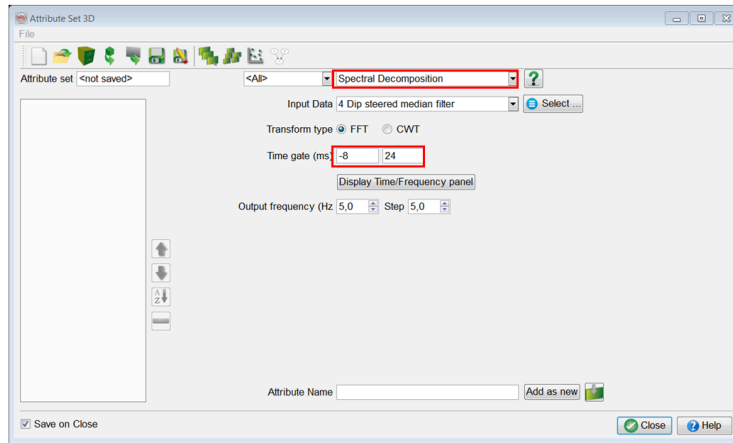 Attribute Set 3D
File
Attribute set <not saved> <All> Spectral Decomposition ?
Input Data 4 Dip steered median filter Select ...
Transform type FFT CWT
Time gate (ms) -8 24
Display Time/Frequency panel
Output frequency (Hz 5,0 Step 5,0
A
Z
Attribute Name Add as new
Save on Close Close ? Help